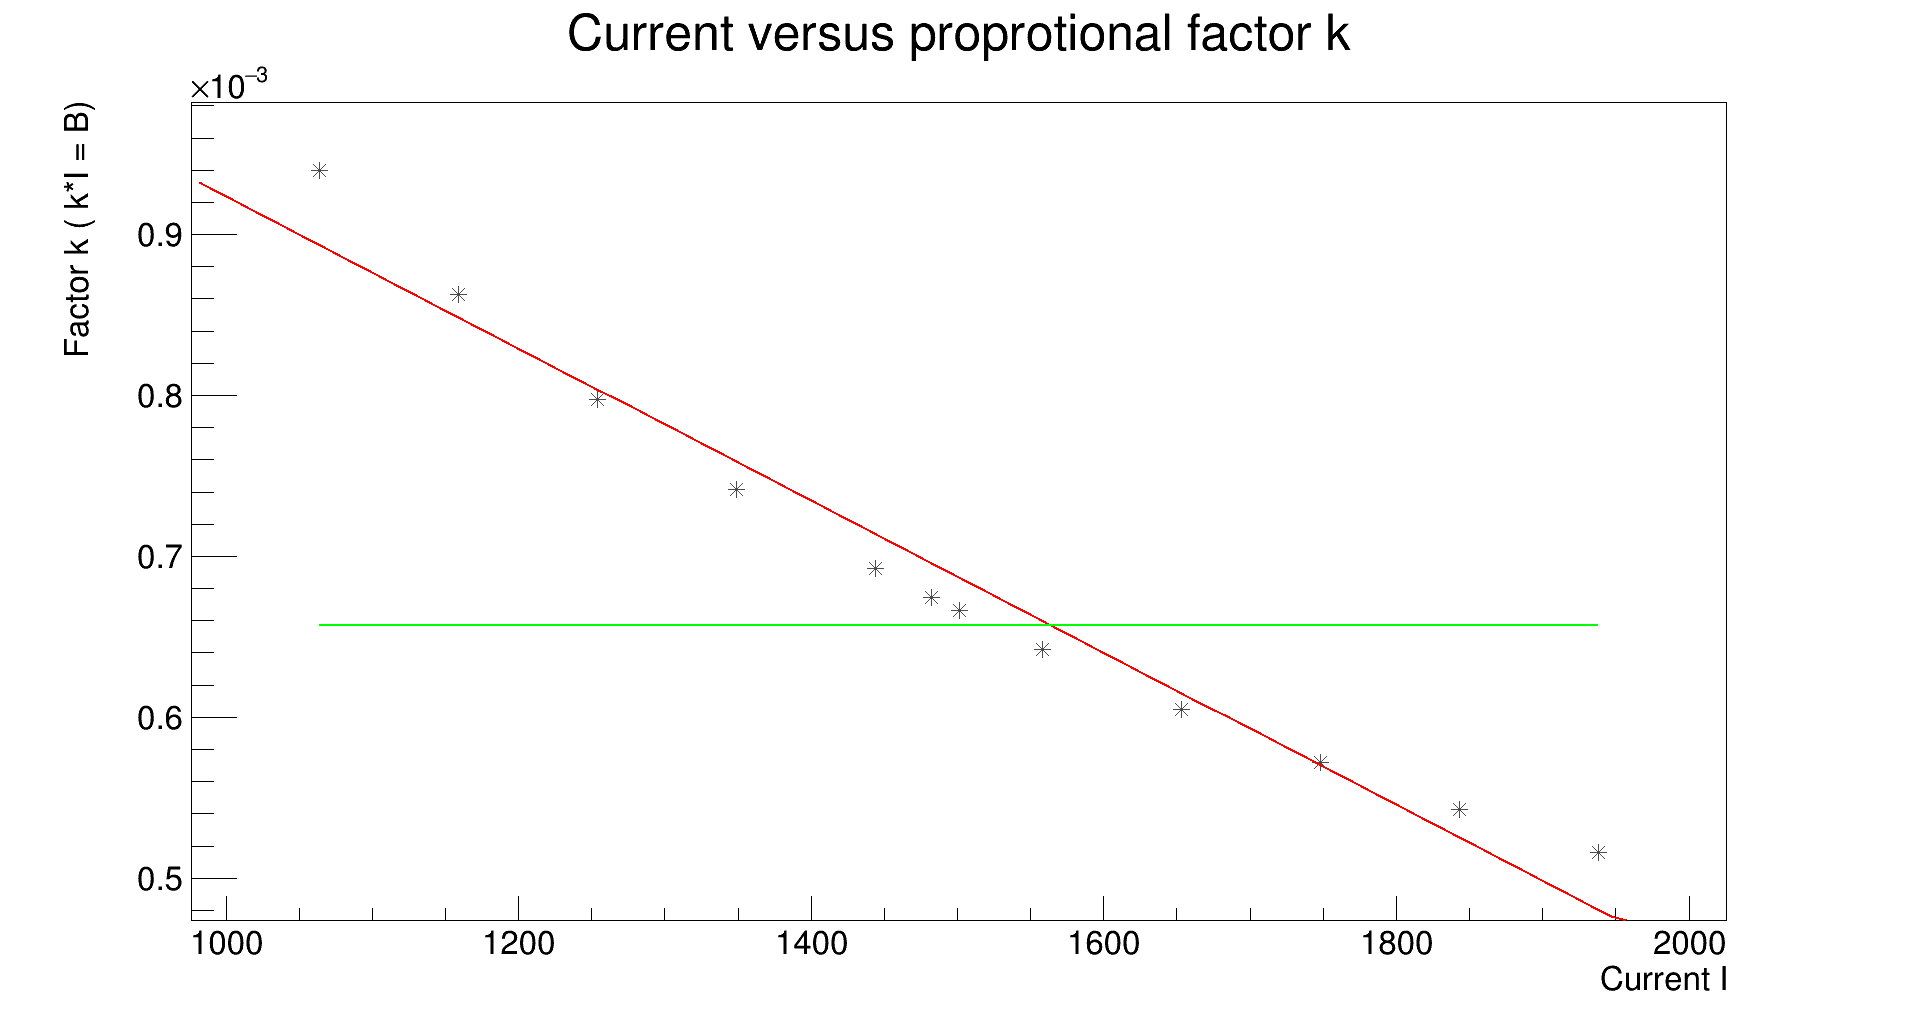 Current versus proprotional factor k
×10⁻³
Factor k ( k*I = B)
0.9
0.8
0.7
0.6
0.5
1000 1200 1400 1600 1800 2000
Current I